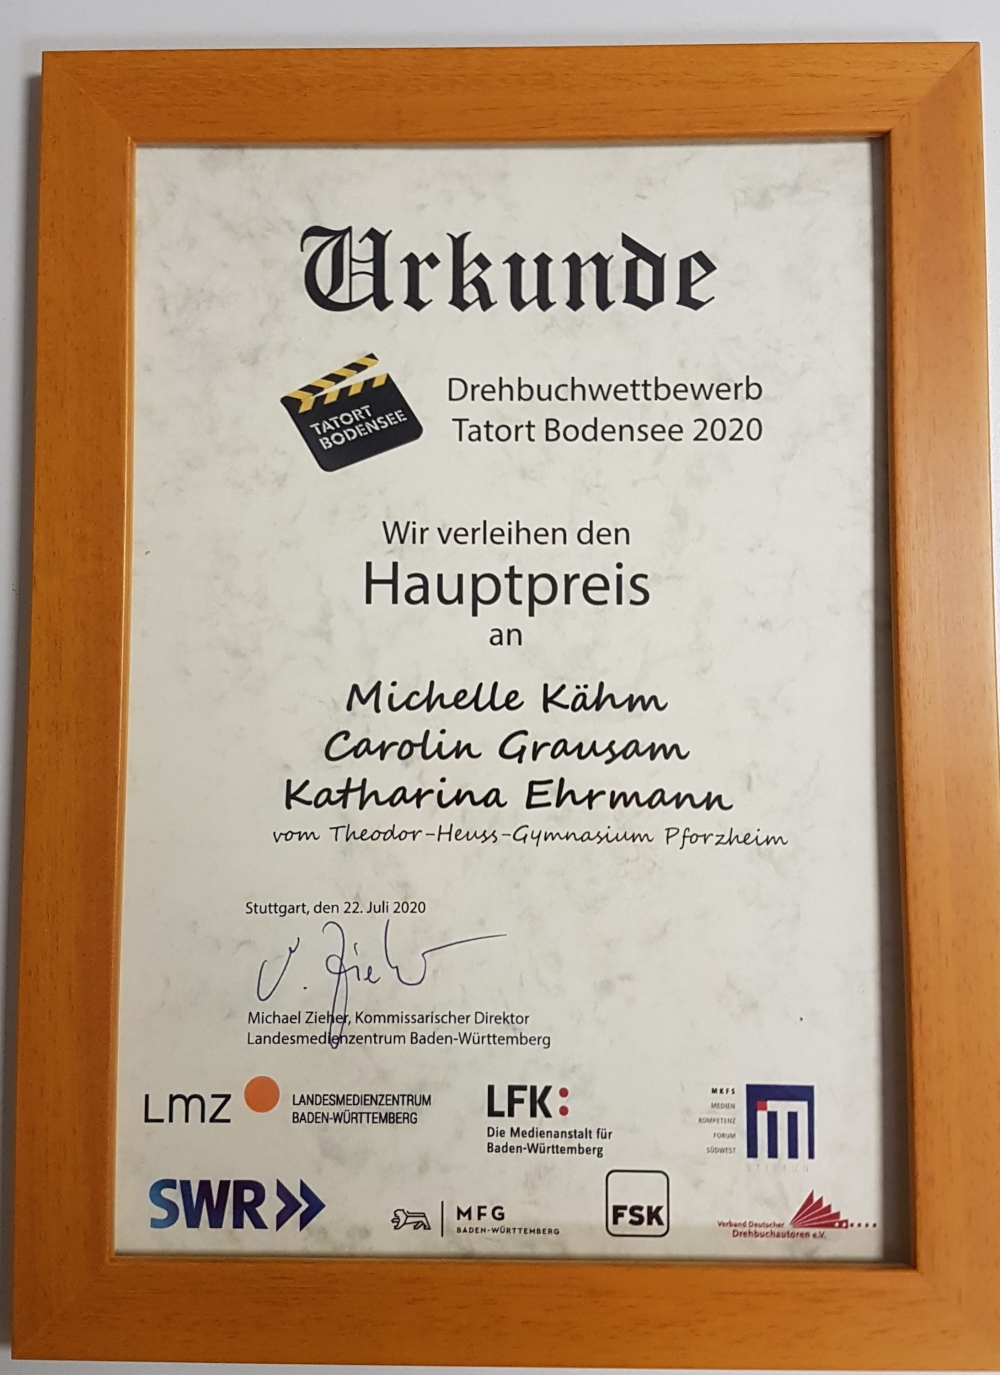 Urkunde
TATORT
BODENSEE
Drehbuchwettbewerb
Tatort Bodensee 2020
Wir verleihen den
Hauptpreis
an
Michelle Kähm
Carolin Grausam
Katharina Ehrmann
vom Theodor-Heuss-Gymnasium Pforzheim
Stuttgart, den 22. Juli 2020
Michael Zieher, Kommissarischer Direktor
Landesmedienzentrum Baden-Württemberg
LMZ
LANDESMEDIENZENTRUM
BADEN-WÜRTTEMBERG
LFK:
Die Medienanstalt für
Baden-Württemberg
MKFS
MEDIEN
KOMPETENZ
FORUM
SÜDWEST
STIFTUNG
SWR
MFG
BADEN-WÜRTTEMBERG
FSK
Verband Deutscher
Drehbuchautoren e.V.